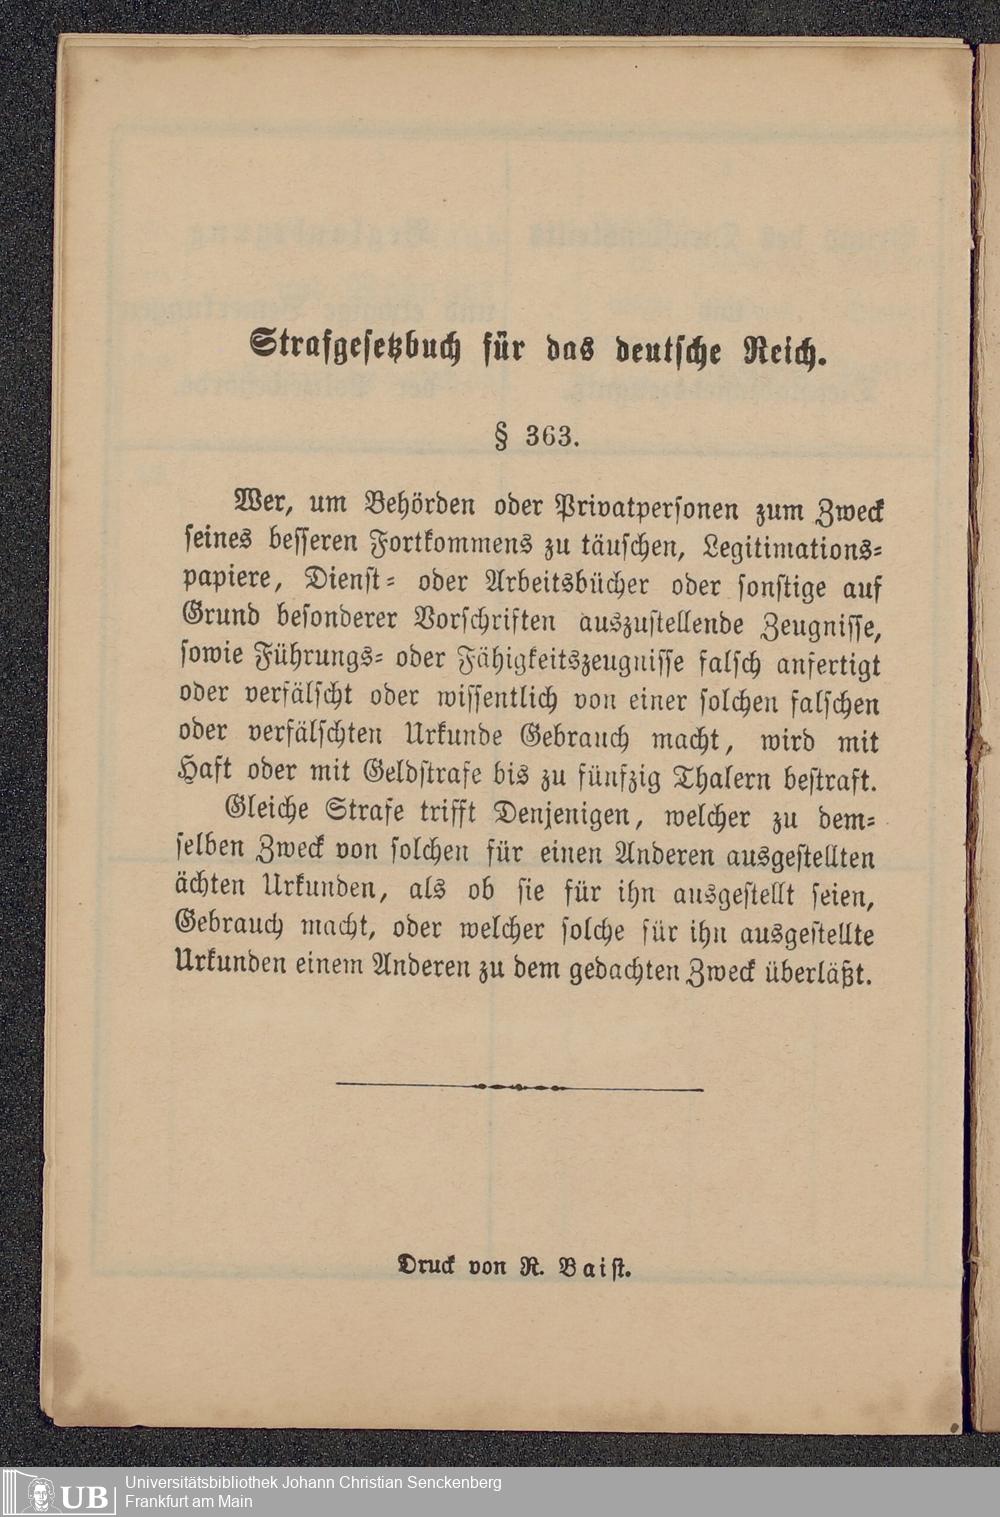 Strafgesetzbuch für das deutsche Reich.
§ 363.
Wer, um Behörden oder Privatpersonen zum Zweck
seines besseren Fortkommens zu täuschen, Legitimations-
papiere, Dienst- oder Arbeitsbücher oder sonstige auf
Grund besonderer Vorschriften auszustellende Zeugnisse,
sowie Führungs- oder Fähigkeitszeugnisse falsch anfertigt
oder verfälscht oder wissentlich von einer solchen falschen
oder verfälschten Urkunde Gebrauch macht, wird mit
Haft oder mit Geldstrafe bis zu fünfzig Thalern bestraft.
Gleiche Strafe trifft Denjenigen, welcher zu dem-
selben Zweck von solchen für einen Anderen ausgestellten
ächten Urkunden, als ob sie für ihn ausgestellt seien,
Gebrauch macht, oder welcher solche für ihn ausgestellte
Urkunden einem Anderen zu dem gedachten Zweck überläßt.
Druck von R. Baist.
UB
Universitätsbibliothek Johann Christian Senckenberg
Frankfurt am Main